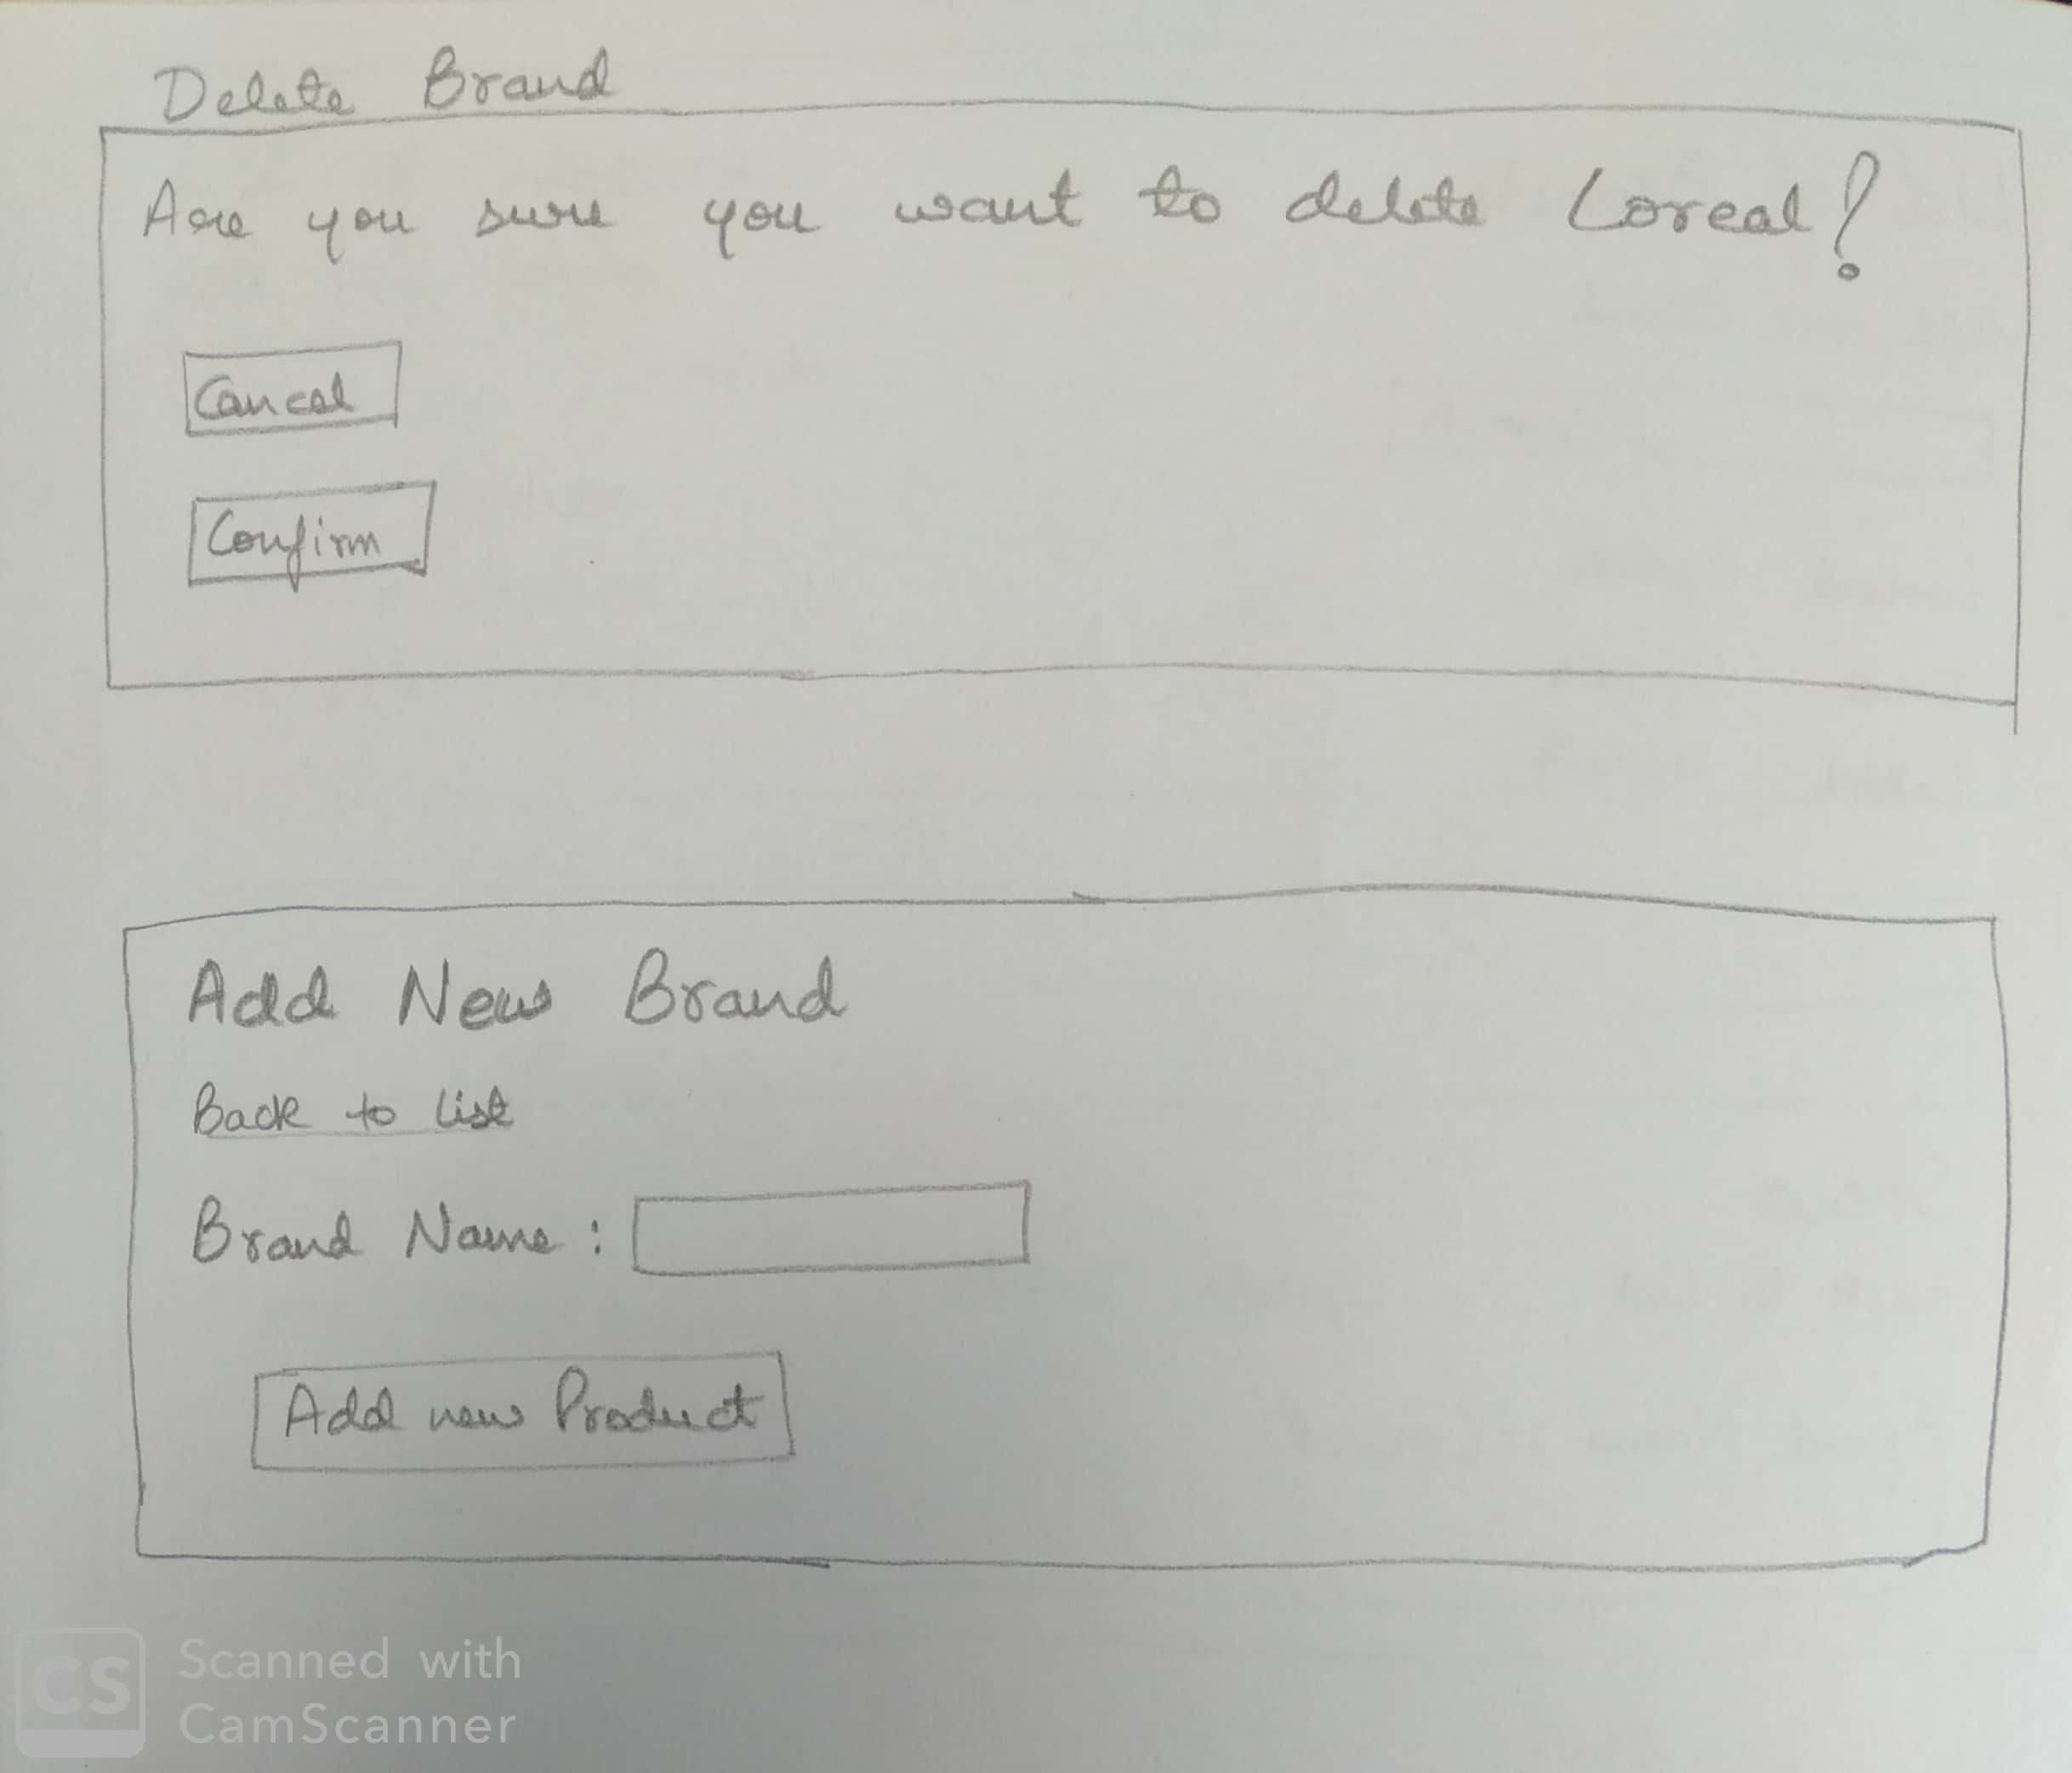 Delete Brand
Are you sure you want to delete Loreal?
Cancel
Confirm
Add New Brand
Back to list
Brand Name :
Add new Product
CS
Scanned with
CamScanner